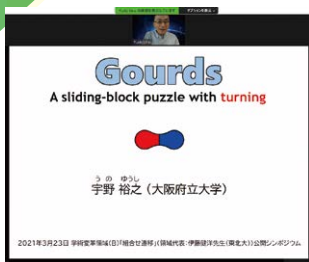 Gourds
A sliding-block puzzle with turning
うの ゆうし
宇野 裕之 (大阪府立大学)
2021年3月23日 学術変革領域(B)「組合せ遷移」(領域代表:伊藤健洋先生(東北大))公開シンポジウム